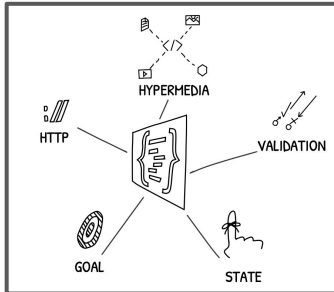 </>
HYPERMEDIA
://
HTTP
VALIDATION
GOAL
STATE